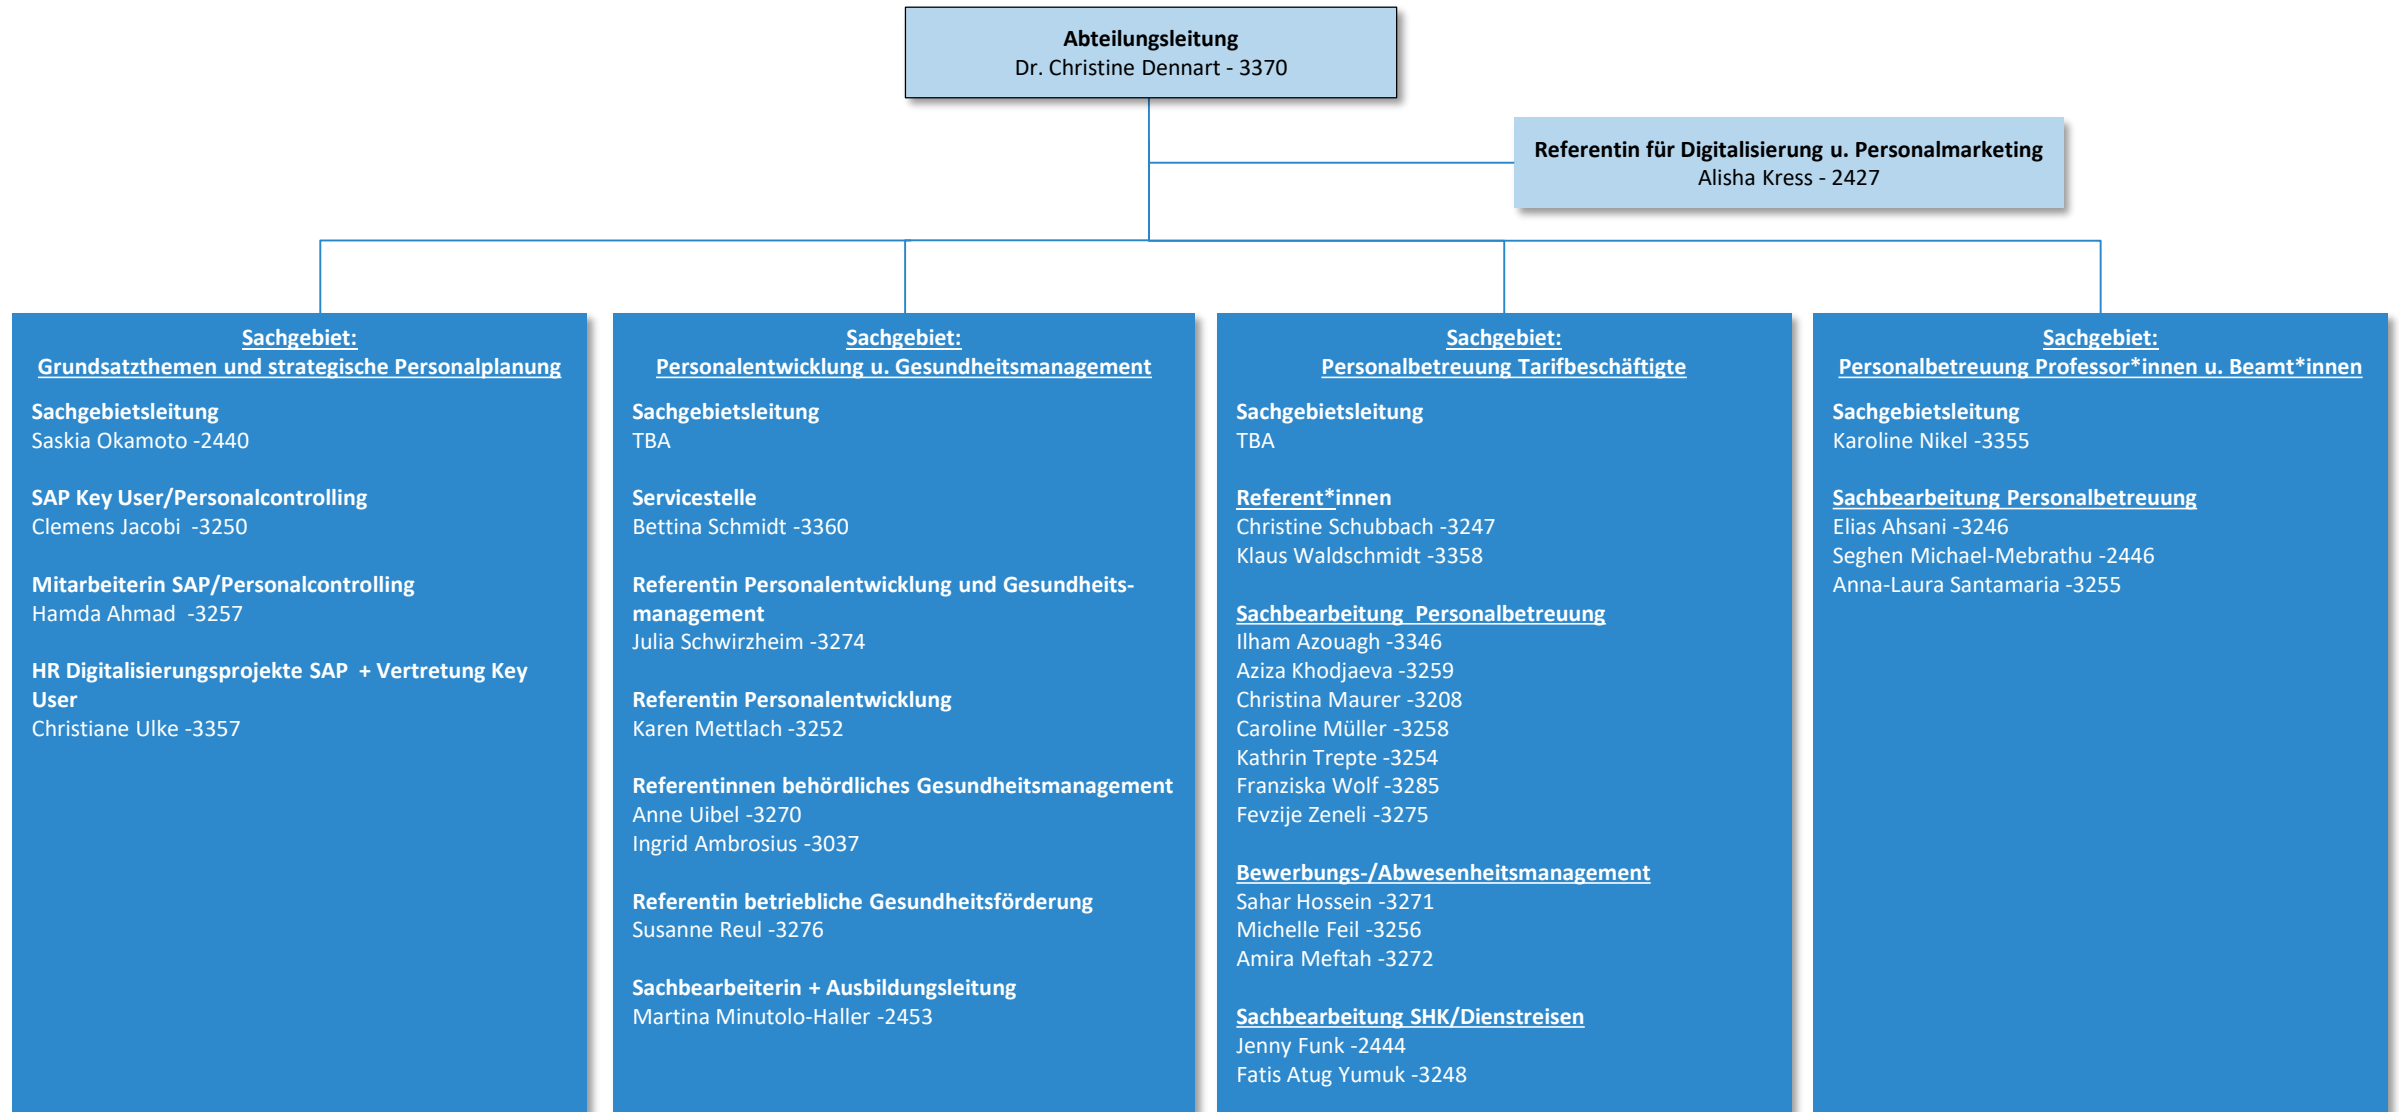 Abteilungsleitung
Dr. Christine Dennart - 3370
Referentin für Digitalisierung u. Personalmarketing
Alisha Kress - 2427
Sachgebiet:
Grundsatzthemen und strategische Personalplanung
Sachgebietsleitung
Saskia Okamoto -2440
SAP Key User/Personalcontrolling
Clemens Jacobi -3250
Mitarbeiterin SAP/Personalcontrolling
Hamda Ahmad -3257
HR Digitalisierungsprojekte SAP + Vertretung Key
User
Christiane Ulke -3357
Sachgebiet:
Personalentwicklung u. Gesundheitsmanagement
Sachgebietsleitung
TBA
Servicestelle
Bettina Schmidt -3360
Referentin Personalentwicklung und Gesundheits-
management
Julia Schwirzheim -3274
Referentin Personalentwicklung
Karen Mettlach -3252
Referentinnen behördliches Gesundheitsmanagement
Anne Uibel -3270
Ingrid Ambrosius -3037
Referentin betriebliche Gesundheitsförderung
Susanne Reul -3276
Sachbearbeiterin + Ausbildungsleitung
Martina Minutolo-Haller -2453
Sachgebiet:
Personalbetreuung Tarifbeschäftigte
Sachgebietsleitung
TBA
Referent*innen
Christine Schubbach -3247
Klaus Waldschmidt -3358
Sachbearbeitung Personalbetreuung
Ilham Azouagh -3346
Aziza Khodjaeva -3259
Christina Maurer -3208
Caroline Müller -3258
Kathrin Trepte -3254
Franziska Wolf -3285
Fevzije Zeneli -3275
Bewerbungs-/Abwesenheitsmanagement
Sahar Hossein -3271
Michelle Feil -3256
Amira Meftah -3272
Sachbearbeitung SHK/Dienstreisen
Jenny Funk -2444
Fatis Atug Yumuk -3248
Sachgebiet:
Personalbetreuung Professor*innen u. Beamt*innen
Sachgebietsleitung
Karoline Nikel -3355
Sachbearbeitung Personalbetreuung
Elias Ahsani -3246
Seghen Michael-Mebrathu -2446
Anna-Laura Santamaria -3255